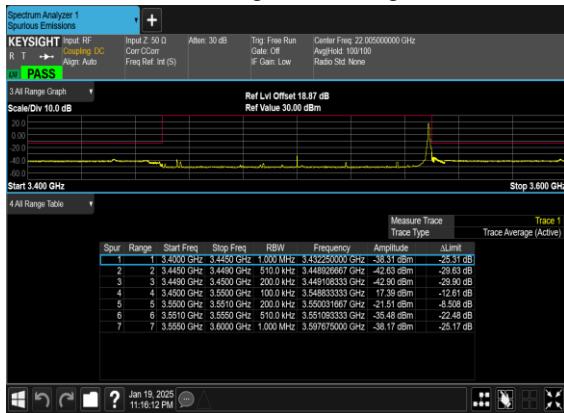 Spectrum Analyzer 1
Spurious Emissions
KEYSIGHT Input: RF Input Z: 50 Ω Atten: 30 dB Trig: Free Run Center Freq: 22.005000000 GHz
R T Coupling: DC Corr CCorr Gate: Off Avg|Hold: 100/100
Align: Auto Freq Ref: Int (S) IF Gain: Low Radio Std: None
PASS
3 All Range Graph
Ref Lvl Offset 18.87 dB
Scale/Div 10.0 dB Ref Value 30.00 dBm
20.0
0.00
-20.0
-40.0
-60.0
Start 3.400 GHz Stop 3.600 GHz
4 All Range Table
Measure Trace Trace 1
Trace Type Trace Average (Active)
Spur Range Start Freq Stop Freq RBW Frequency Amplitude ΔLimit
1 1 3.4000 GHz 3.4450 GHz 1.000 MHz 3.432250000 GHz -38.31 dBm -25.31 dB
2 2 3.4450 GHz 3.4490 GHz 510.0 kHz 3.448926667 GHz -42.63 dBm -29.63 dB
3 3 3.4490 GHz 3.4500 GHz 200.0 kHz 3.449108333 GHz -42.90 dBm -29.90 dB
4 4 3.4500 GHz 3.5500 GHz 100.0 kHz 3.548833333 GHz 17.39 dBm -12.61 dB
5 5 3.5500 GHz 3.5510 GHz 200.0 kHz 3.550031667 GHz -21.51 dBm -8.508 dB
6 6 3.5510 GHz 3.5550 GHz 510.0 kHz 3.551093333 GHz -35.48 dBm -22.48 dB
7 7 3.5550 GHz 3.6000 GHz 1.000 MHz 3.597675000 GHz -38.17 dBm -25.17 dB
Jan 19, 2025
11:16:12 PM